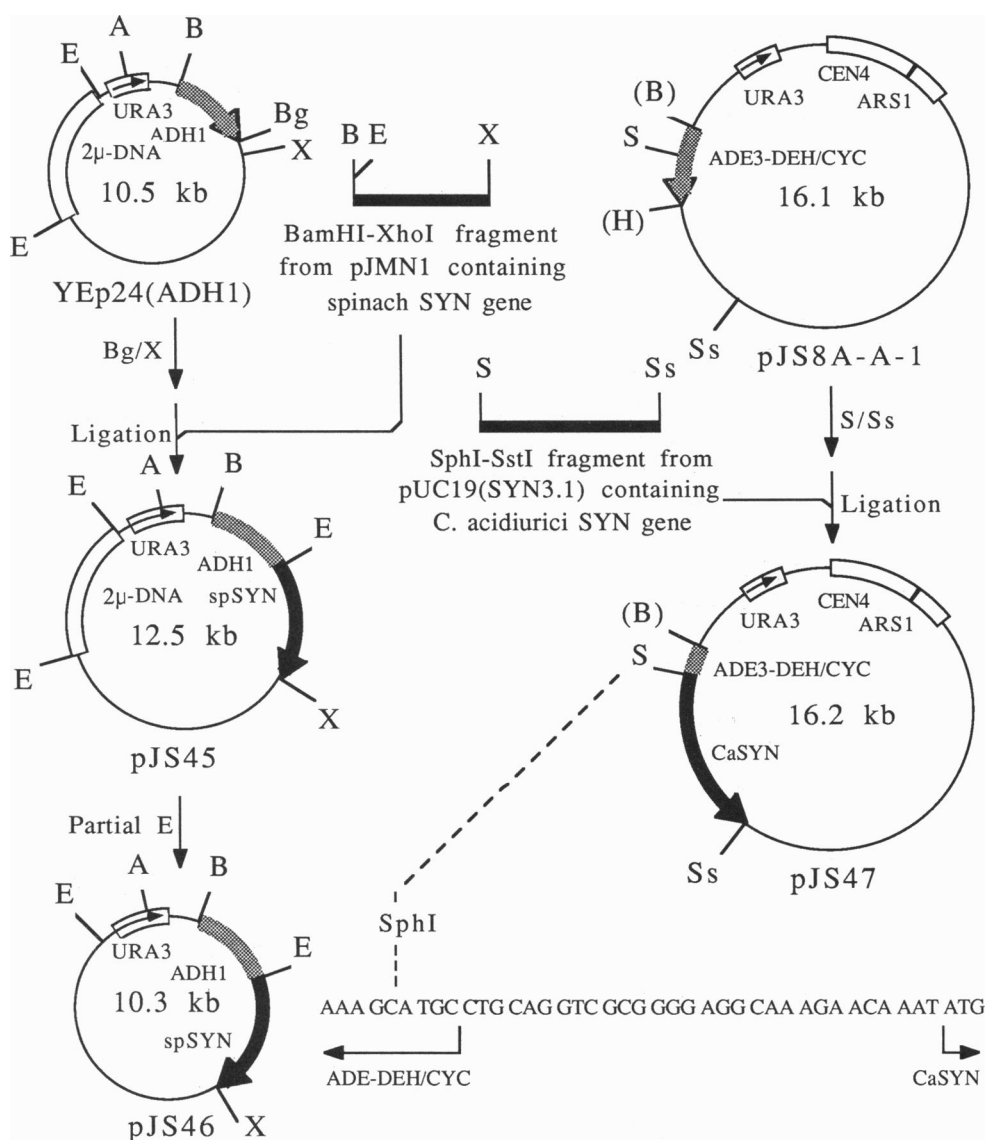 A
B
E
URA3
ADH1
Bg
X
2µ-DNA
10.5 kb
E
YEp24(ADH1)
B E
X
BamHI-XhoI fragment
from pJMN1 containing
spinach SYN gene
CEN4
URA3
ARS1
(B)
S
ADE3-DEH/CYC
(H)
16.1 kb
Ss
pJS8A-A-1
Bg/X
Ligation
S
Ss
SphI-SstI fragment from
pUC19(SYN3.1) containing
C. acidiurici SYN gene
S/Ss
Ligation
A
B
E
URA3
ADH1
E
2µ-DNA
spSYN
12.5 kb
E
X
pJS45
URA3
CEN4
ARS1
(B)
S
ADE3-DEH/CYC
16.2 kb
CaSYN
Ss
pJS47
Partial E
A
B
E
URA3
ADH1
E
10.3 kb
spSYN
X
pJS46
SphI
AAA GCA TGC CTG CAG GTC GCG GGG AGG CAA AGA ACA AAT ATG
ADE-DEH/CYC
CaSYN